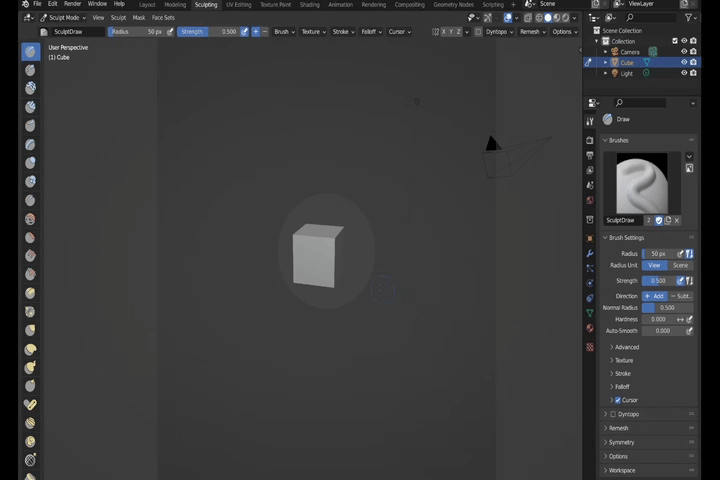 File Edit Render Window Help Layout Modeling Sculpting UV Editing Texture Paint Shading Animation Rendering Compositing Geometry Nodes Scripting Scene ViewLayer
Sculpt Mode View Sculpt Mask Face Sets
SculptDraw Radius 50 px Strength 0.500 Brush Texture Stroke Falloff Cursor X Y Z Dyntopo Remesh Options
User Perspective
(1) Cube
Scene Collection
Collection
Camera
Cube
Light
Draw
Brushes
SculptDraw 2
Brush Settings
Radius 50 px
Radius Unit View Scene
Strength 0.500
Direction + Add − Subt..
Normal Radius 0.500
Hardness 0.000
Auto-Smooth 0.000
Advanced
Texture
Stroke
Falloff
Cursor
Dyntopo
Remesh
Symmetry
Options
Workspace